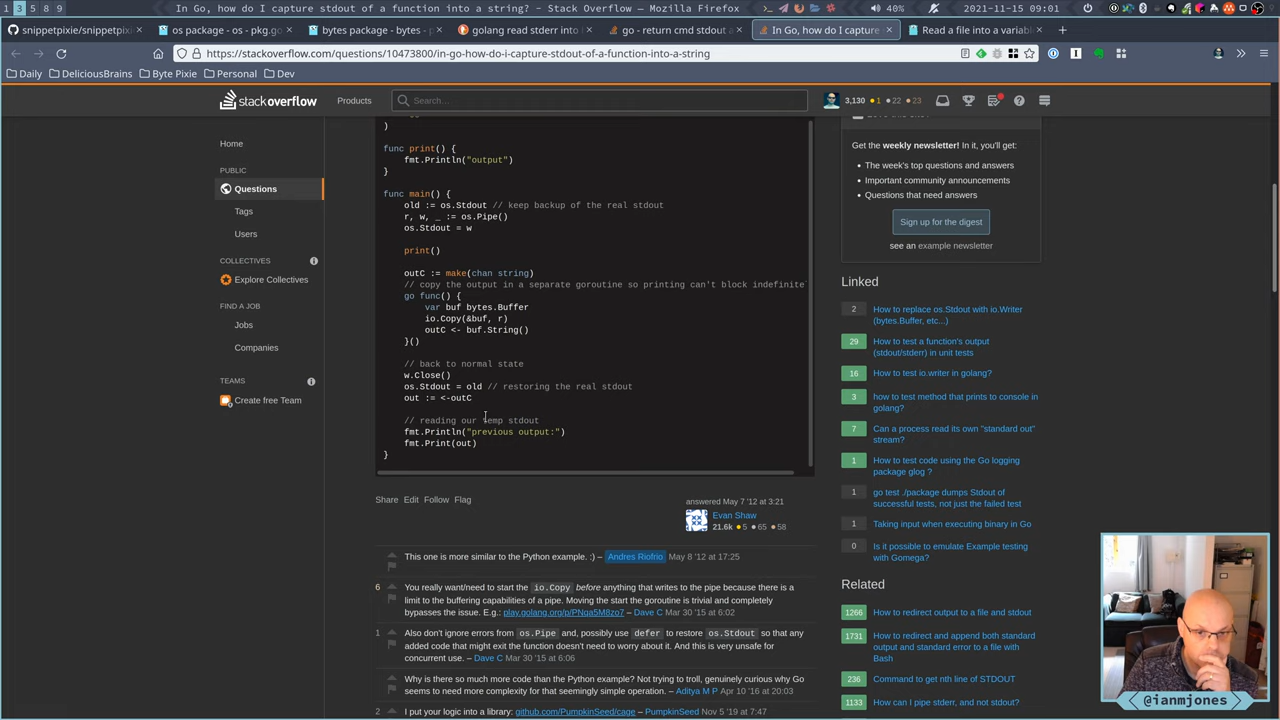 1 3 5 8 9
In Go, how do I capture stdout of a function into a string? - Stack Overflow — Mozilla Firefox
40%
2021-11-15 09:01
snippetpixie/snippetpixi
os package - os - pkg.go
bytes package - bytes - p
golang read stderr into
go - return cmd stdout a
In Go, how do I capture
Read a file into a variabl
https://stackoverflow.com/questions/10473800/in-go-how-do-i-capture-stdout-of-a-function-into-a-string
Daily
DeliciousBrains
Byte Pixie
Personal
Dev
stackoverflow
Products
Search...
3,130 1 22 23
Home
PUBLIC
Questions
Tags
Users
COLLECTIVES
Explore Collectives
FIND A JOB
Jobs
Companies
TEAMS
Create free Team
)
func print() {
fmt.Println("output")
}
func main() {
old := os.Stdout // keep backup of the real stdout
r, w, _ := os.Pipe()
os.Stdout = w
print()
outC := make(chan string)
// copy the output in a separate goroutine so printing can't block indefinite
go func() {
var buf bytes.Buffer
io.Copy(&buf, r)
outC <- buf.String()
}()
// back to normal state
w.Close()
os.Stdout = old // restoring the real stdout
out := <-outC
// reading our temp stdout
fmt.Println("previous output:")
fmt.Print(out)
}
Share Edit Follow Flag
answered May 7 '12 at 3:21
Evan Shaw
21.6k 5 65 58
This one is more similar to the Python example. :) – Andres Riofrio May 8 '12 at 17:25
6 You really want/need to start the io.Copy before anything that writes to the pipe because there is a
limit to the buffering capabilities of a pipe. Moving the start the goroutine is trivial and completely
bypasses the issue. E.g.: play.golang.org/p/PNqa5M8zo7 – Dave C Mar 30 '15 at 6:02
1 Also don't ignore errors from os.Pipe and, possibly use defer to restore os.Stdout so that any
added code that might exit the function doesn't need to worry about it. And this is very unsafe for
concurrent use. – Dave C Mar 30 '15 at 6:06
Why is there so much more code than the Python example? Not trying to troll, genuinely curious why Go
seems to need more complexity for that seemingly simple operation. – Aditya M P Apr 10 '16 at 20:03
2 I put your logic into a library: github.com/PumpkinSeed/cage – PumpkinSeed Nov 5 '19 at 7:47
Get the weekly newsletter! In it, you'll get:
• The week's top questions and answers
• Important community announcements
• Questions that need answers
Sign up for the digest
see an example newsletter
Linked
2 How to replace os.Stdout with io.Writer
(bytes.Buffer, etc...)
29 How to test a function's output
(stdout/stderr) in unit tests
16 How to test io.writer in golang?
3 how to test method that prints to console in
golang?
7 Can a process read its own "standard out"
stream?
1 How to test code using the Go logging
package glog ?
1 go test ./package dumps Stdout of
successful tests, not just the failed test
1 Taking input when executing binary in Go
0 Is it possible to emulate Example testing
with Gomega?
Related
1266 How to redirect output to a file and stdout
1731 How to redirect and append both standard
output and standard error to a file with
Bash
236 Command to get nth line of STDOUT
1133 How can I pipe stderr, and not stdout?
@ianmjones